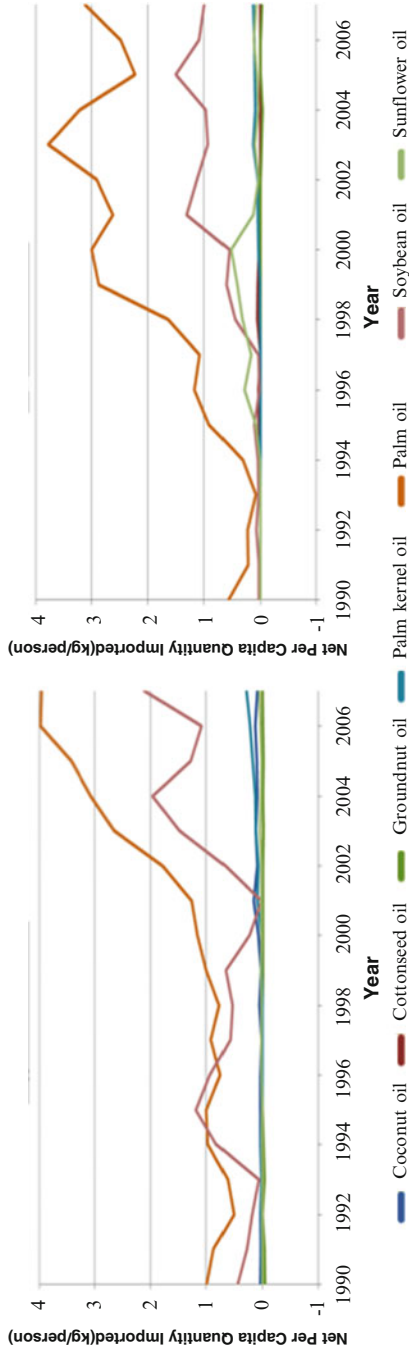 Net Per Capita Quantity Imported(kg/person)
4
3
2
1
0
-1
1990 1992 1994 1996 1998 2000 2002 2004 2006
Year
Net Per Capita Quantity Imported(kg/person)
4
3
2
1
0
-1
1990 1992 1994 1996 1998 2000 2002 2004 2006
Year
Coconut oil Cottonseed oil Groundnut oil Palm kernel oil Palm oil Soybean oil Sunflower oil